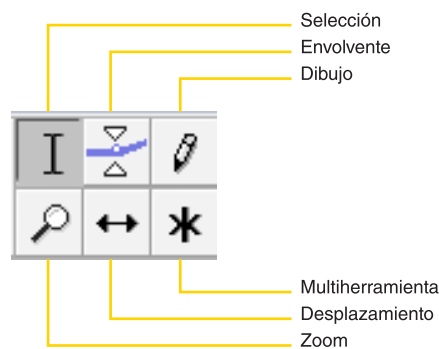 Selección
Envolvente
Dibujo
Multiherramienta
Desplazamiento
Zoom